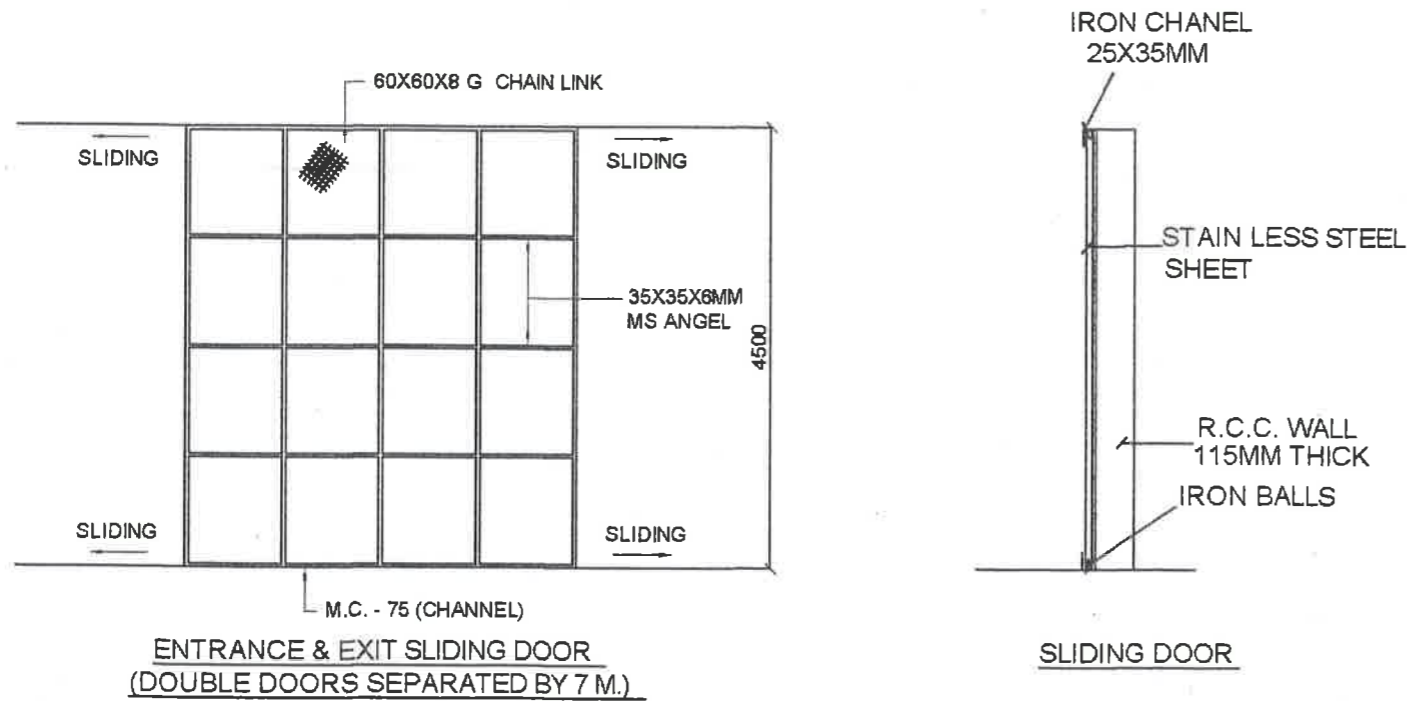 60X60X8 G CHAIN LINK
SLIDING
SLIDING
35X35X6MM
MS ANGEL
4500
SLIDING
SLIDING
M.C. - 75 (CHANNEL)
ENTRANCE & EXIT SLIDING DOOR
(DOUBLE DOORS SEPARATED BY 7 M.)
IRON CHANEL
25X35MM
STAIN LESS STEEL
SHEET
R.C.C. WALL
115MM THICK
IRON BALLS
SLIDING DOOR